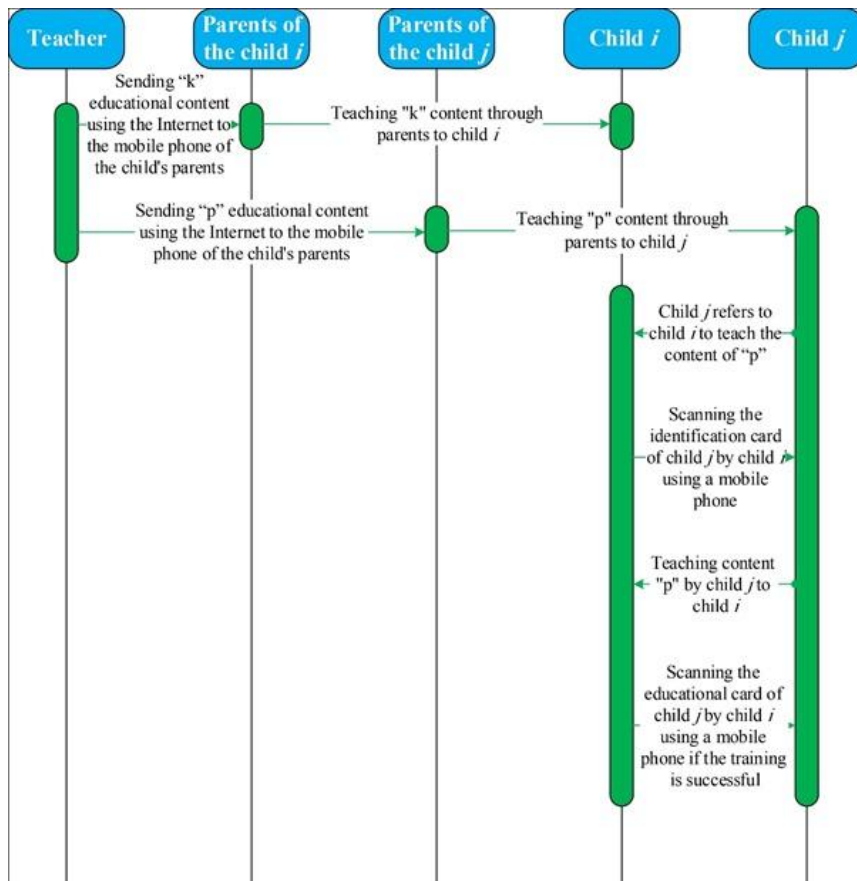 Teacher
Parents of
the child i
Parents of
the child j
Child i
Child j
Sending “k”
educational content
using the Internet to
the mobile phone of
the child's parents
Teaching "k" content through
parents to child i
Sending “p” educational content
using the Internet to the mobile
phone of the child's parents
Teaching "p" content through
parents to child j
Child j refers to
child i to teach the
content of “p”
Scanning the
identification card
of child j by child i
using a mobile
phone
Teaching content
"p" by child j to
child i
Scanning the
educational card of
child j by child i
using a mobile
phone if the training
is successful